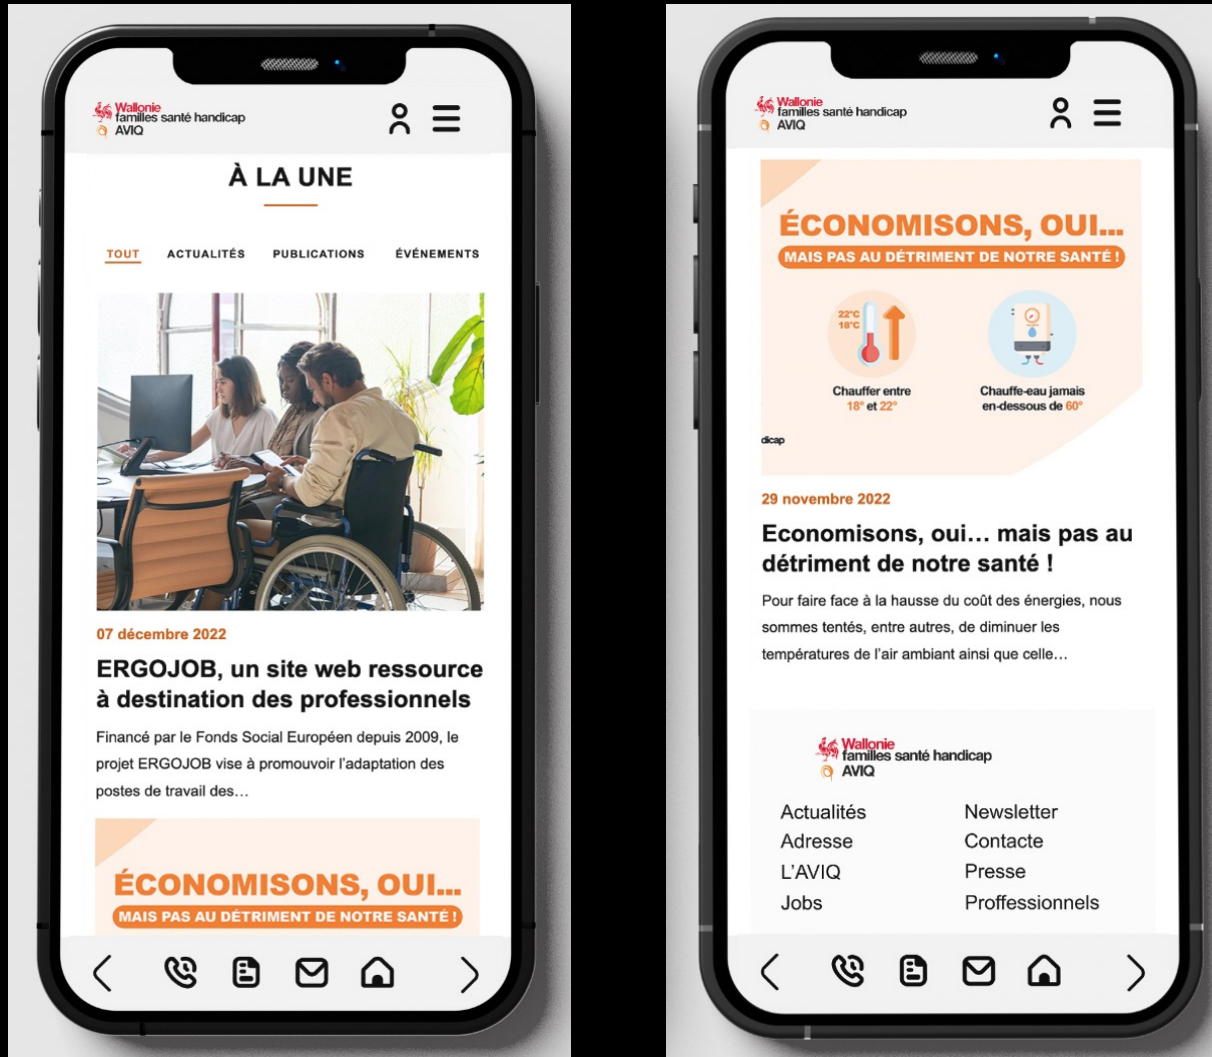 Wallonie
familles santé handicap
AVIQ
À LA UNE
TOUT ACTUALITÉS PUBLICATIONS ÉVÉNEMENTS
07 décembre 2022
ERGOJOB, un site web ressource
à destination des professionnels
Financé par le Fonds Social Européen depuis 2009, le
projet ERGOJOB vise à promouvoir l'adaptation des
postes de travail des…
ÉCONOMISONS, OUI...
MAIS PAS AU DÉTRIMENT DE NOTRE SANTÉ !
Wallonie
familles santé handicap
AVIQ
ÉCONOMISONS, OUI...
MAIS PAS AU DÉTRIMENT DE NOTRE SANTÉ !
22°C
18°C
Chauffer entre
18° et 22°
Chauffe-eau jamais
en-dessous de 60°
dicap
29 novembre 2022
Economisons, oui… mais pas au
détriment de notre santé !
Pour faire face à la hausse du coût des énergies, nous
sommes tentés, entre autres, de diminuer les
températures de l'air ambiant ainsi que celle…
Wallonie
familles santé handicap
AVIQ
Actualités
Adresse
L'AVIQ
Jobs
Newsletter
Contacte
Presse
Proffessionnels